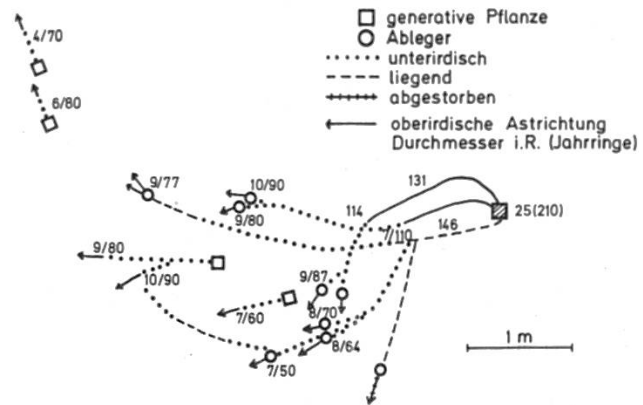 generative Pflanze
Ableger
unterirdisch
liegend
abgestorben
oberirdische Astrichtung
Durchmesser i.R. (Jahrringe)
4/70
6/80
9/77
10/90
9/80
131
114
25(210)
7/110
146
9/80
10/90
9/87
7/60
8/70
8/64
7/50
1 m